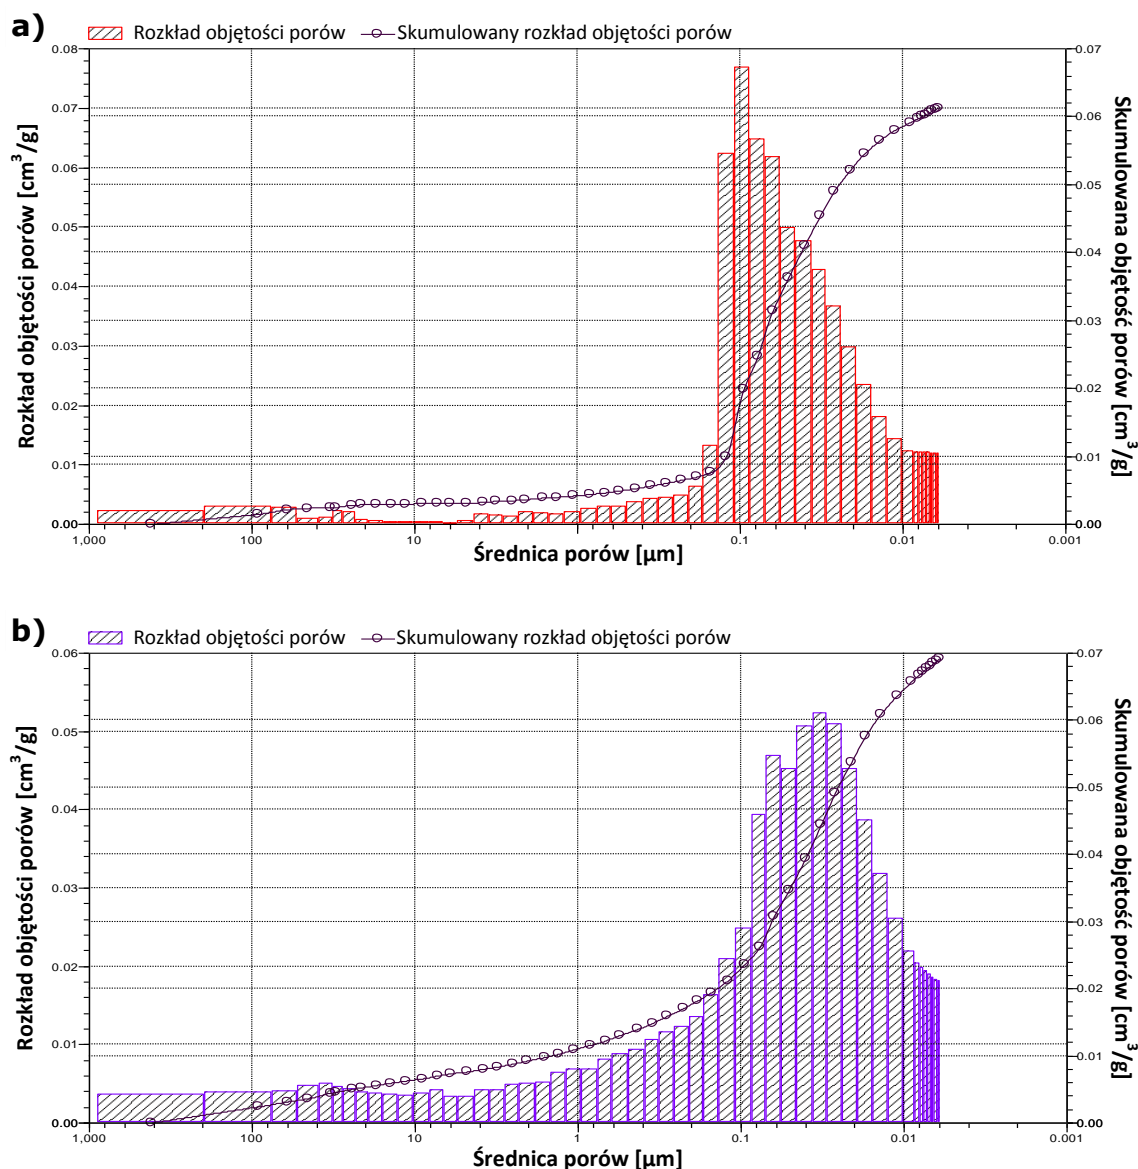 a)
Rozkład objętości porów Skumulowany rozkład objętości porów
Rozkład objętości porów [cm³/g]
0.08
0.07
0.06
0.05
0.04
0.03
0.02
0.01
0.00
0.07
0.06
0.05
0.04
0.03
0.02
0.01
0.00
Skumulowana objętość porów [cm³/g]
1,000 100 10 1 0.1 0.01 0.001
Średnica porów [µm]
b)
Rozkład objętości porów Skumulowany rozkład objętości porów
Rozkład objętości porów [cm³/g]
0.06
0.05
0.04
0.03
0.02
0.01
0.00
0.07
0.06
0.05
0.04
0.03
0.02
0.01
0.00
Skumulowana objętość porów [cm³/g]
1,000 100 10 1 0.1 0.01 0.001
Średnica porów [µm]